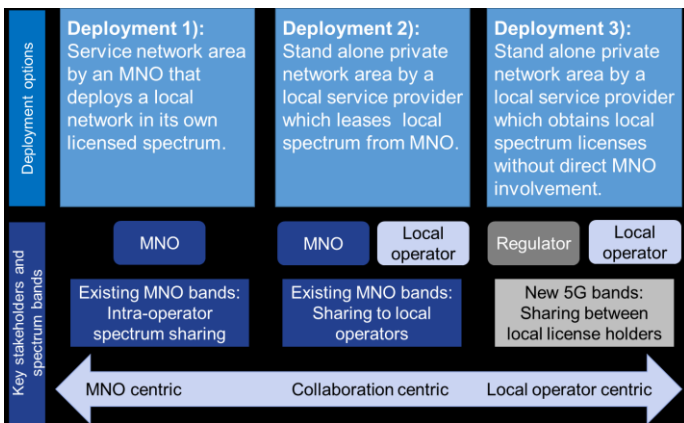 Deployment options
Deployment 1):
Service network area
by an MNO that
deploys a local
network in its own
licensed spectrum.
Deployment 2):
Stand alone private
network area by a
local service provider
which leases local
spectrum from MNO.
Deployment 3):
Stand alone private
network area by a
local service provider
which obtains local
spectrum licenses
without direct MNO
involvement.
Key stakeholders and
spectrum bands
MNO
MNO
Local
operator
Regulator
Local
operator
Existing MNO bands:
Intra-operator
spectrum sharing
Existing MNO bands:
Sharing to local
operators
New 5G bands:
Sharing between
local license holders
MNO centric
Collaboration centric
Local operator centric